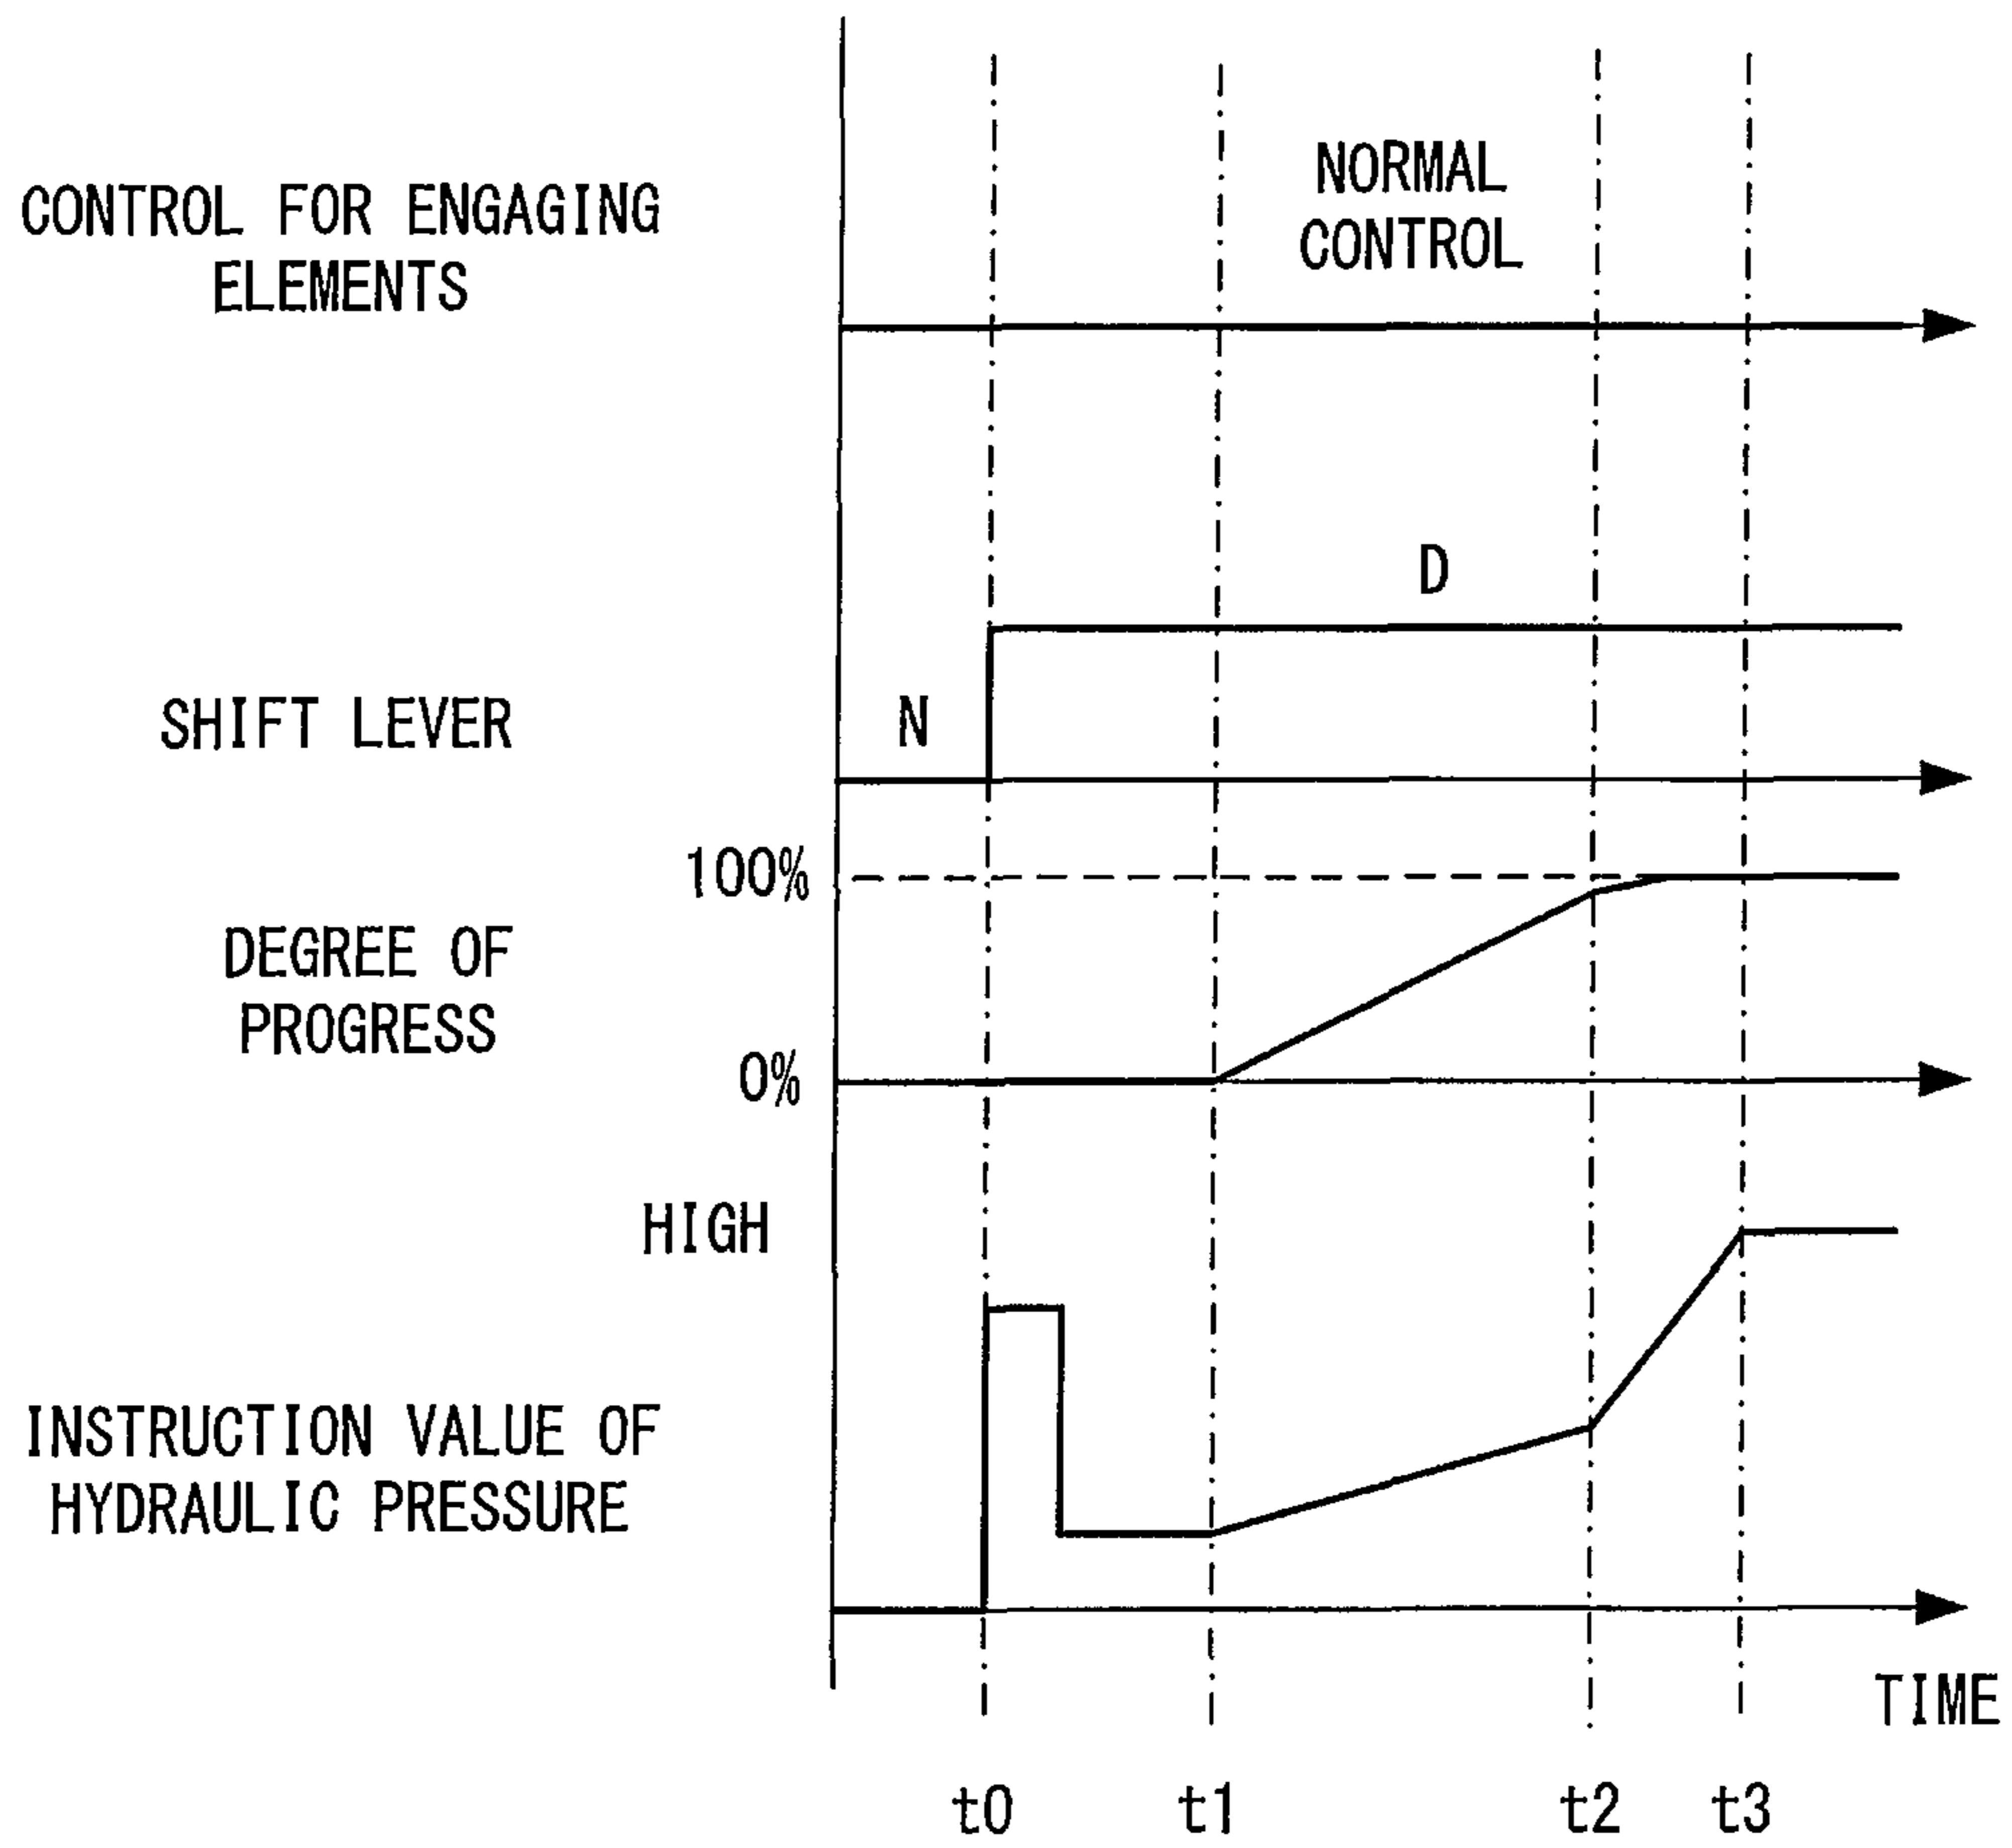 NORMAL
CONTROL
CONTROL FOR ENGAGING
ELEMENTS
D
SHIFT LEVER
N
100%
DEGREE OF
PROGRESS
0%
HIGH
INSTRUCTION VALUE OF
HYDRAULIC PRESSURE
TIME
t0 t1 t2 t3